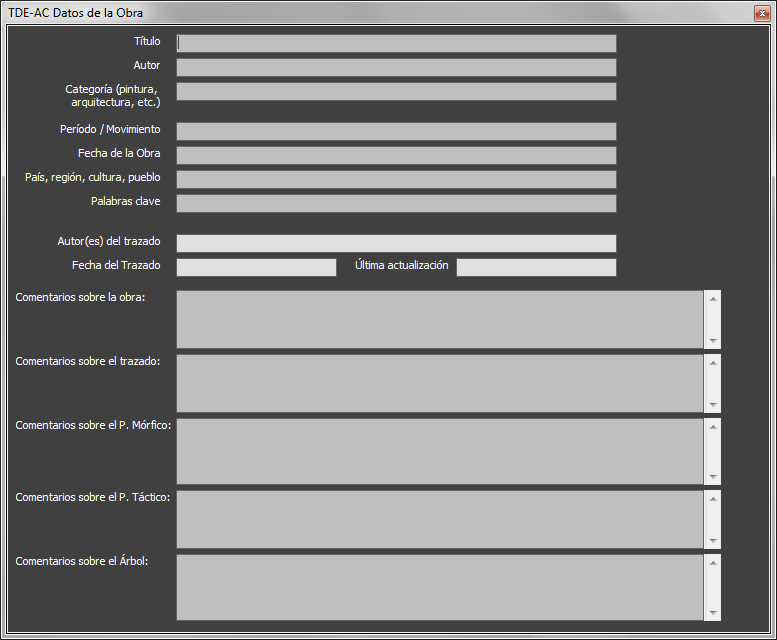 TDE-AC Datos de la Obra
Título
Autor
Categoría (pintura,
arquitectura, etc.)
Período / Movimiento
Fecha de la Obra
País, región, cultura, pueblo
Palabras clave
Autor(es) del trazado
Fecha del Trazado Última actualización
Comentarios sobre la obra:
Comentarios sobre el trazado:
Comentarios sobre el P. Mórfico:
Comentarios sobre el P. Táctico:
Comentarios sobre el Árbol: